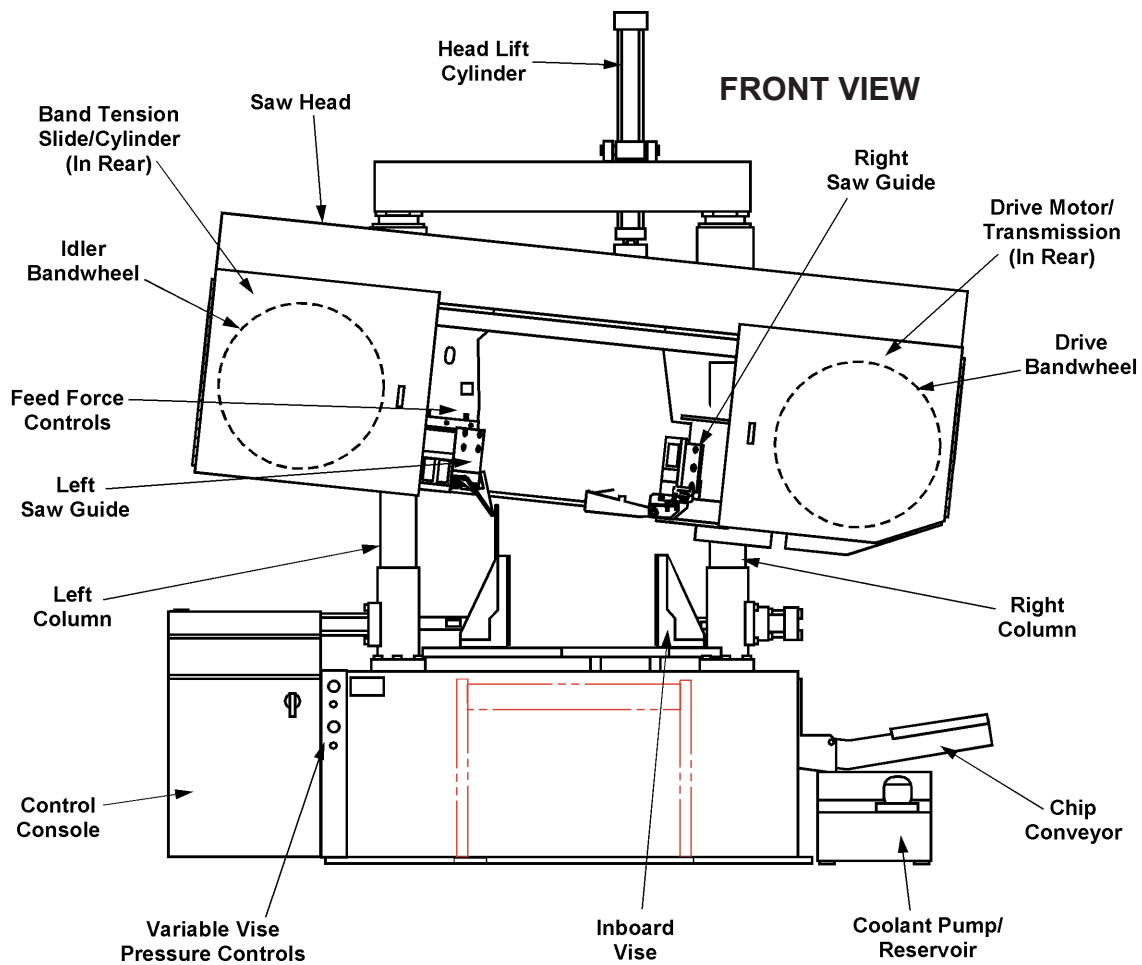 Head Lift
Cylinder
FRONT VIEW
Saw Head
Band Tension
Slide/Cylinder
(In Rear)
Right
Saw Guide
Drive Motor/
Transmission
(In Rear)
Idler
Bandwheel
Drive
Bandwheel
Feed Force
Controls
Left
Saw Guide
Left
Column
Right
Column
Control
Console
Chip
Conveyor
Variable Vise
Pressure Controls
Inboard
Vise
Coolant Pump/
Reservoir